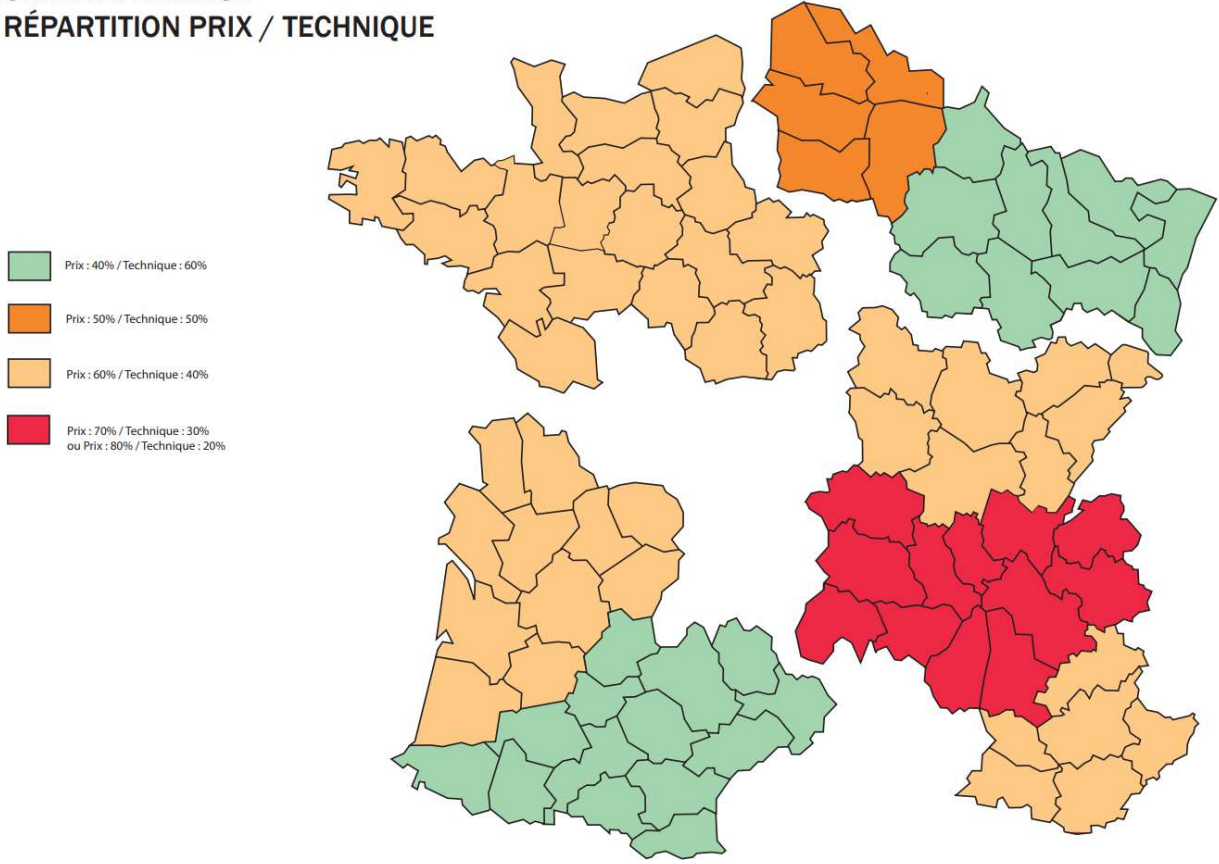 RÉPARTITION PRIX / TECHNIQUE
Prix : 40% / Technique : 60%
Prix : 50% / Technique : 50%
Prix : 60% / Technique : 40%
Prix : 70% / Technique : 30%
ou Prix : 80% / Technique : 20%